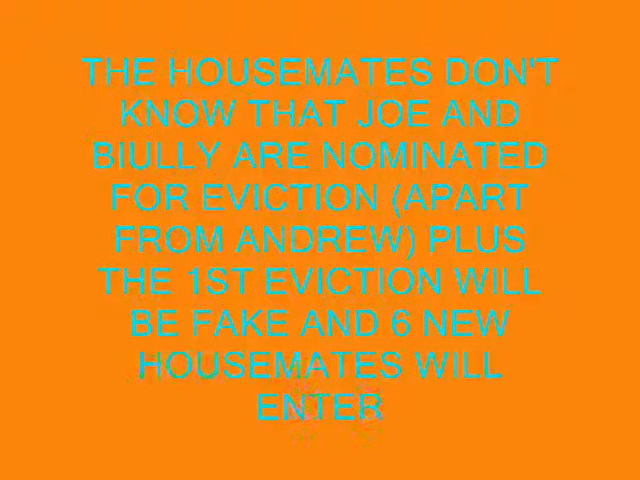 THE HOUSEMATES DON'T
KNOW THAT JOE AND
BIULLY ARE NOMINATED
FOR EVICTION (APART
FROM ANDREW) PLUS
THE 1ST EVICTION WILL
BE FAKE AND 6 NEW
HOUSEMATES WILL
ENTER